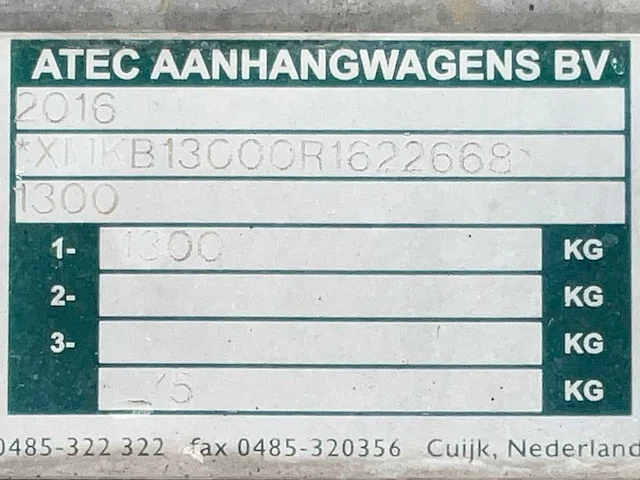 ATEC AANHANGWAGENS BV
2016
1300
1- 1300 KG
2- KG
3- KG
KG
0485-322 322 fax 0485-320356 Cuijk, Nederland